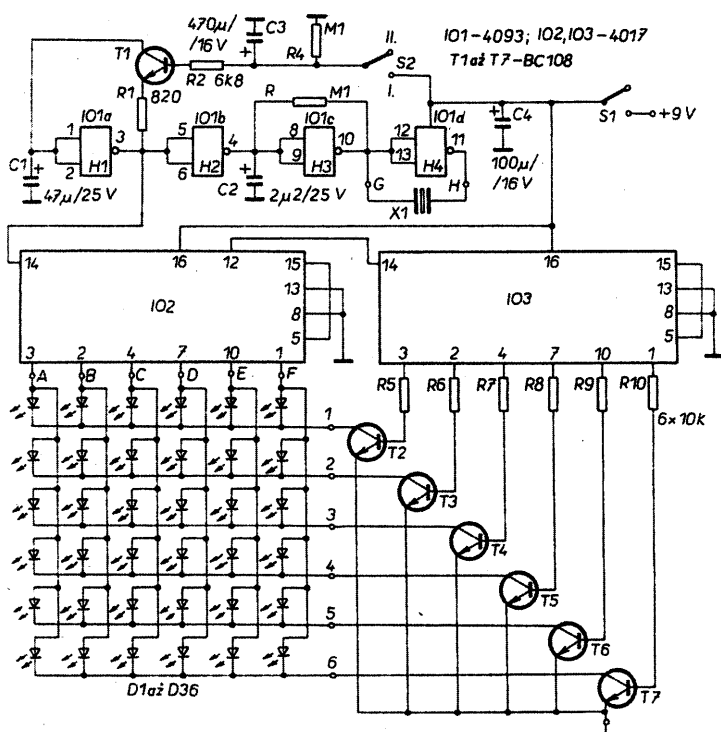 470µ/
/16 V
C3
M1
II.
IO1-4093; IO2,IO3-4017
T1
R4
S2
T1 až T7-BC108
R2 6K8
R1
820
R
M1
I.
IO1a
IO1b
IO1c
IO1d
S1
+9 V
1
2
3
H1
5
6
4
H2
8
9
10
H3
12
13
11
H4
C4
C1
+
47µ/25 V
C2
+
2µ2/25 V
G
H
X1
100µ/
/16 V
14
16
12
15
13
8
5
IO2
14
16
15
13
8
5
IO3
3
2
4
7
10
1
3
2
4
7
10
1
A
B
C
D
E
F
R5
R6
R7
R8
R9
R10
6×10k
1
T2
2
T3
3
T4
4
T5
5
T6
6
T7
D1 až D36